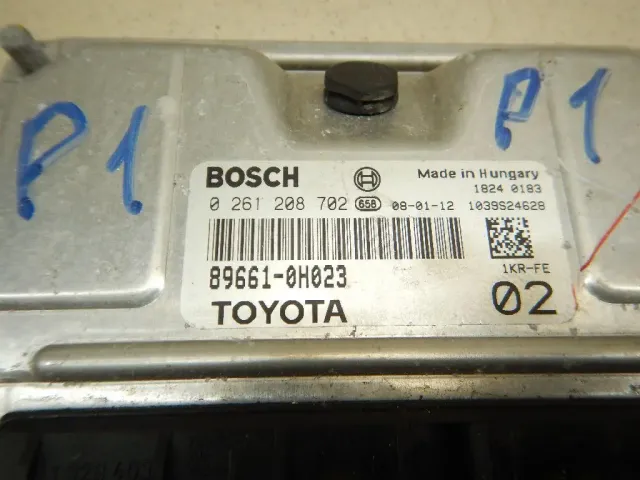 P1
P1
BOSCH
Made in Hungary
1824 0183
0 261 208 702 658 08-01-12 1039S24628
89661-0H023
1KR-FE
TOYOTA
02